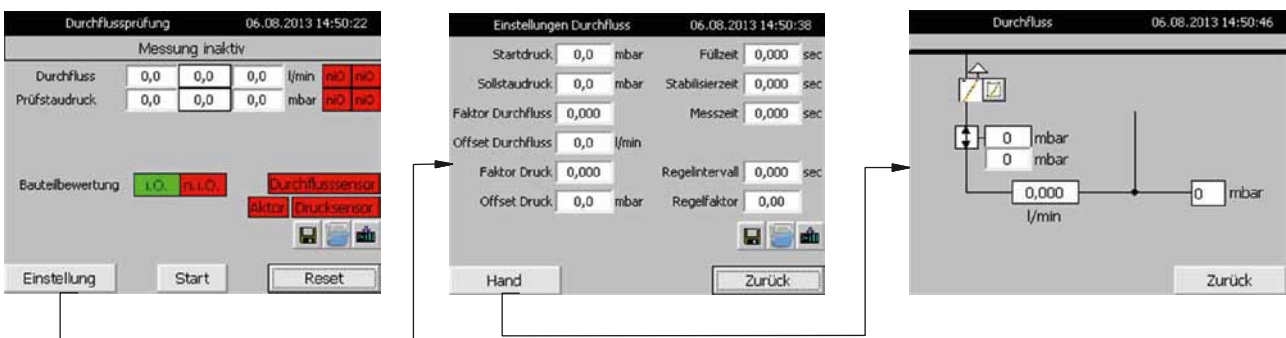 Durchflussprüfung 06.08.2013 14:50:22
Messung inaktiv
Durchfluss 0,0 0,0 0,0 l/min niO niO
Prüfstaudruck 0,0 0,0 0,0 mbar niO niO
Bauteilbewertung i.O. n.i.O. Durchflusssensor
Aktor Drucksensor
Einstellung Start Reset
Einstellungen Durchfluss 06.08.2013 14:50:38
Startdruck 0,0 mbar Füllzeit 0,000 sec
Sollstaudruck 0,0 mbar Stabilisierzeit 0,000 sec
Faktor Durchfluss 0,000 Messzeit 0,000 sec
Offset Durchfluss 0,0 l/min
Faktor Druck 0,000 Regelintervall 0,000 sec
Offset Druck 0,0 mbar Regelfaktor 0,00
Hand Zurück
Durchfluss 06.08.2013 14:50:46
0 mbar
0 mbar
0,000 0 mbar
l/min
Zurück